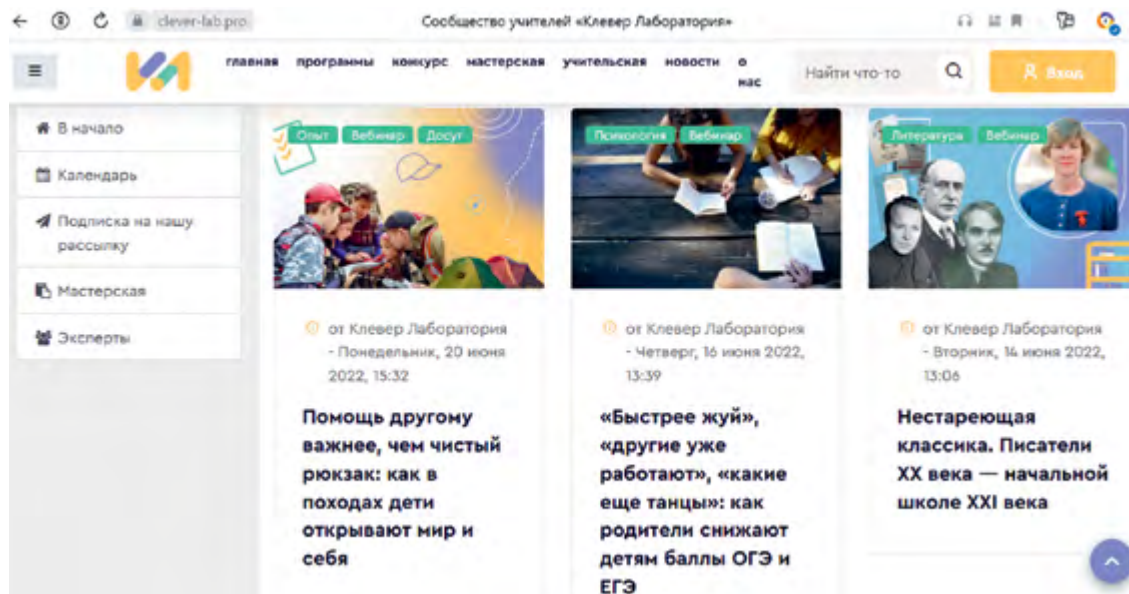 clever-lab.pro
Сообщество учителей «Клевер Лаборатория»
главная программы конкурс мастерская учительская новости о нас
Найти что-то
Вход
В начало
Календарь
Подписка на нашу
рассылку
Мастерская
Эксперты
Опыт Вебинар Досуг
от Клевер Лаборатория
- Понедельник, 20 июня
2022, 15:32
Помощь другому
важнее, чем чистый
рюкзак: как в
походах дети
открывают мир и
себя
Психология Вебинар
от Клевер Лаборатория
- Четверг, 16 июня 2022,
13:39
«Быстрее жуй»,
«другие уже
работают», «какие
еще танцы»: как
родители снижают
детям баллы ОГЭ и
ЕГЭ
Литература Вебинар
от Клевер Лаборатория
- Вторник, 14 июня 2022,
13:06
Нестареющая
классика. Писатели
XX века — начальной
школе XXI века